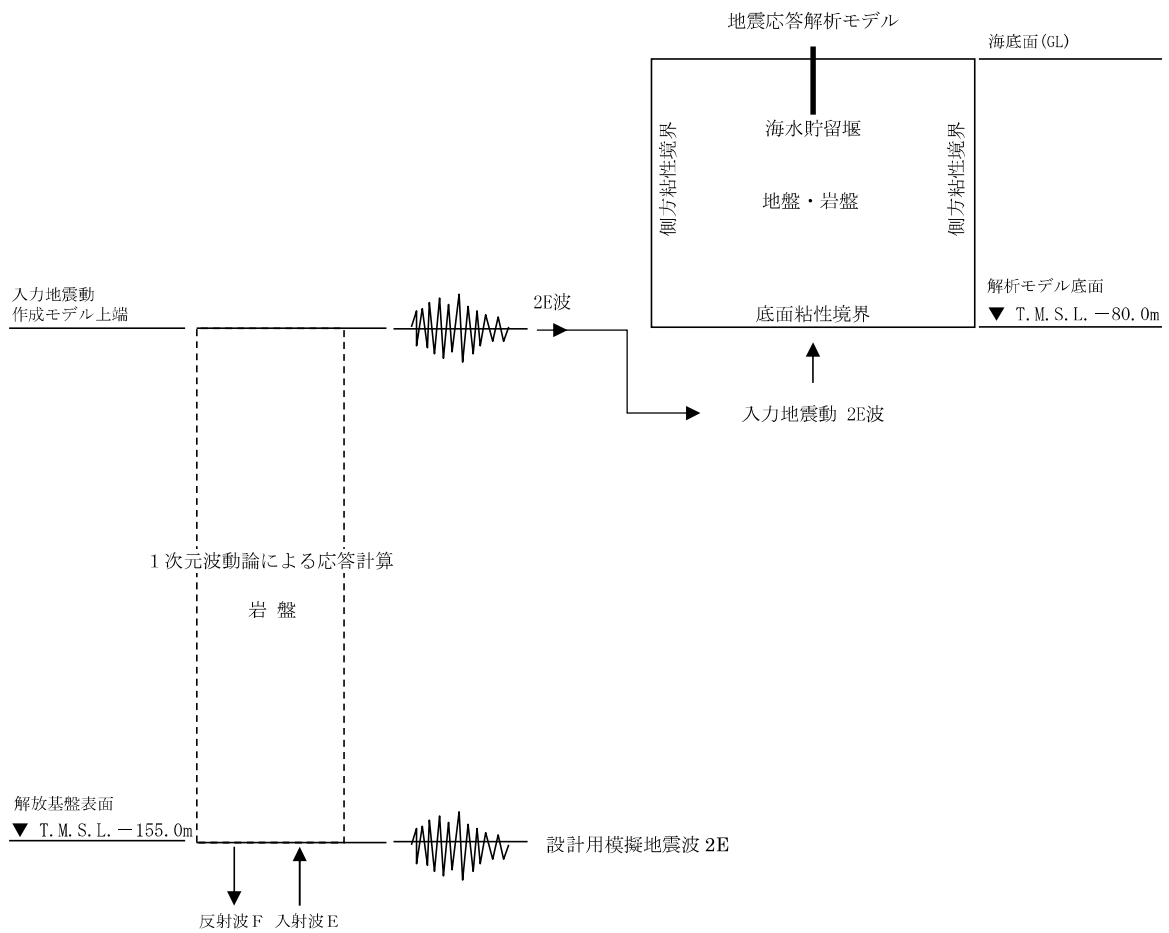 地震応答解析モデル
海底面(GL)
側方粘性境界
海水貯留堰
側方粘性境界
地盤・岩盤
入力地震動
作成モデル上端
2E波
底面粘性境界
解析モデル底面
▼ T.M.S.L.－80.0m
入力地震動 2E波
1次元波動論による応答計算
岩 盤
解放基盤表面
▼ T.M.S.L.－155.0m
設計用模擬地震波 2E
反射波F 入射波E